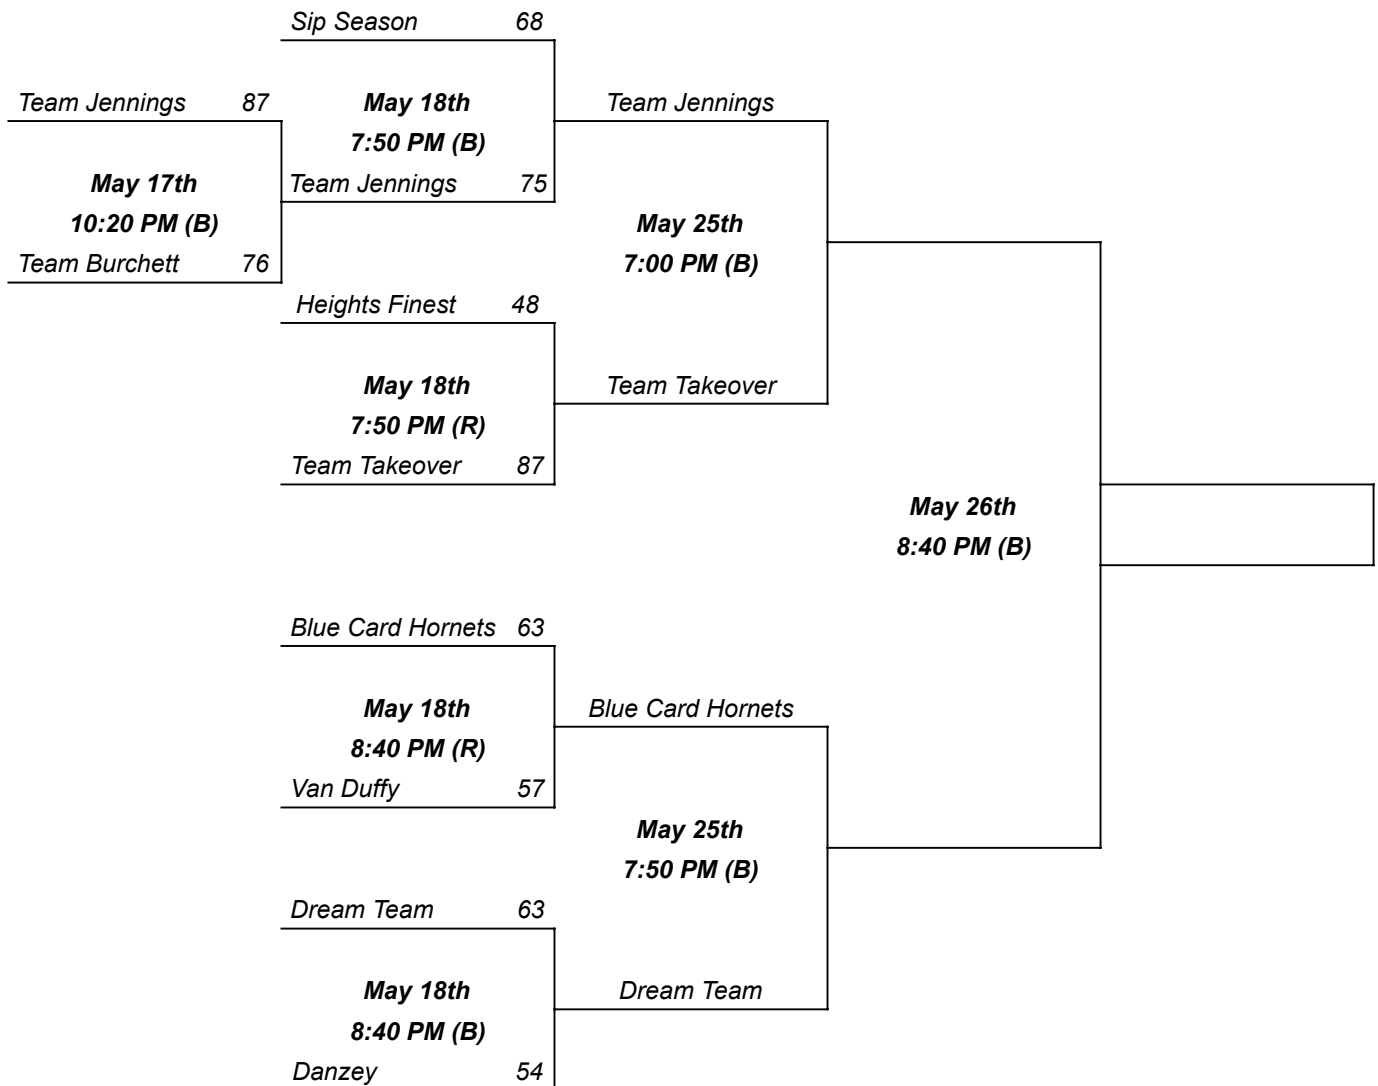 Sip Season 68
Team Jennings 87
May 18th
Team Jennings
7:50 PM (B)
May 17th
Team Jennings 75
10:20 PM (B)
May 25th
Team Burchett 76
7:00 PM (B)
Heights Finest 48
May 18th
Team Takeover
7:50 PM (R)
Team Takeover 87
May 26th
8:40 PM (B)
Blue Card Hornets 63
May 18th
Blue Card Hornets
8:40 PM (R)
Van Duffy 57
May 25th
7:50 PM (B)
Dream Team 63
May 18th
Dream Team
8:40 PM (B)
Danzey 54